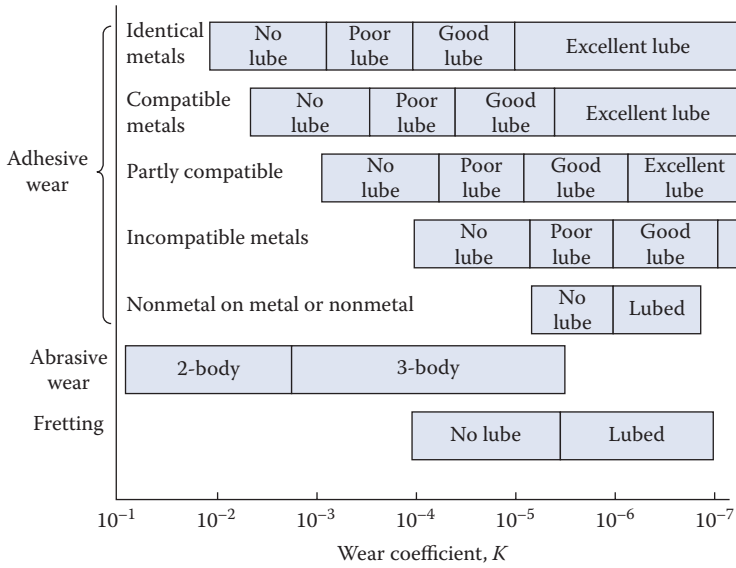 Identical
metals
No
lube
Poor
lube
Good
lube
Excellent lube
Compatible
metals
No
lube
Poor
lube
Good
lube
Excellent lube
Adhesive
wear
Partly compatible
No
lube
Poor
lube
Good
lube
Excellent
lube
Incompatible metals
No
lube
Poor
lube
Good
lube
Nonmetal on metal or nonmetal
No
lube
Lubed
Abrasive
wear
2-body
3-body
Fretting
No lube
Lubed
10⁻¹ 10⁻² 10⁻³ 10⁻⁴ 10⁻⁵ 10⁻⁶ 10⁻⁷
Wear coefficient, K